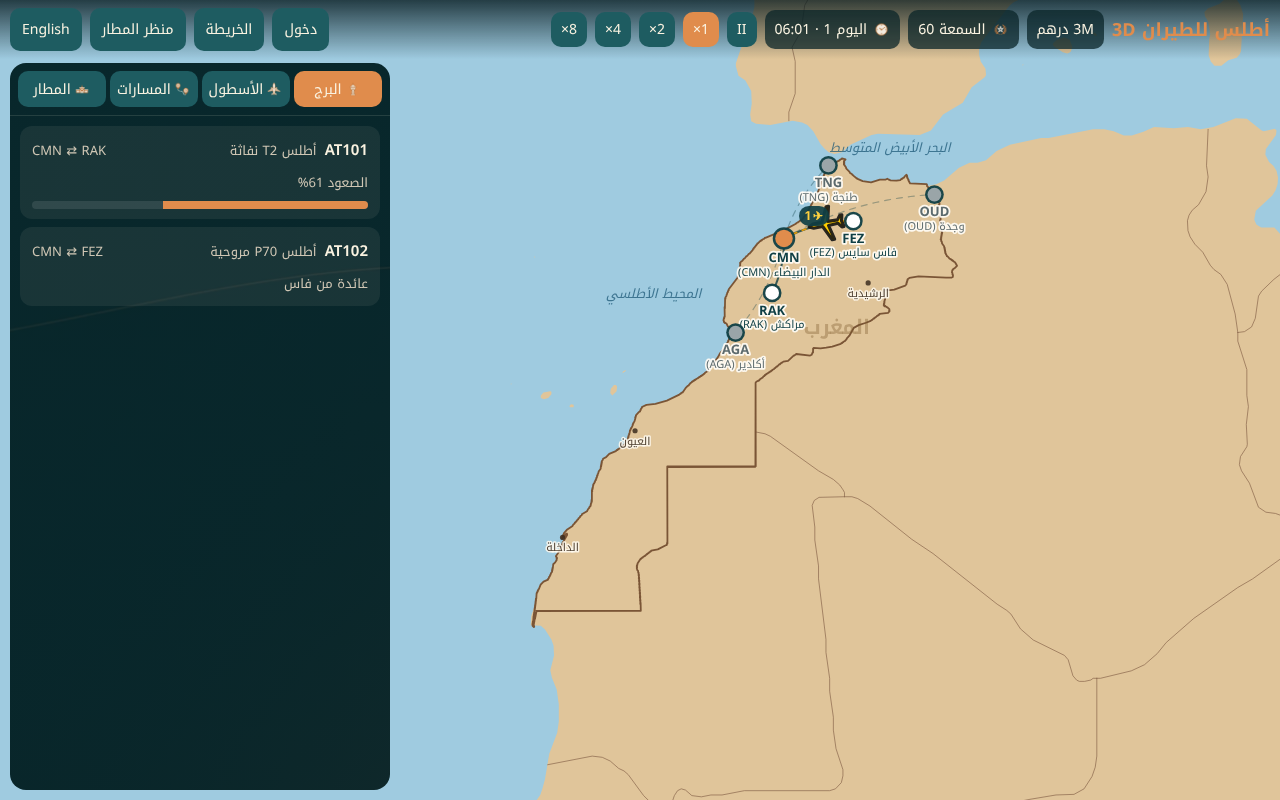 أطلس للطيران 3D
3M درهم
السمعة 60
اليوم 1 · 06:01
II
×1
×2
×4
×8
دخول
الخريطة
منظر المطار
English
البرج
الأسطول
المسارات
المطار
AT101 أطلس T2 نفاثة CMN ⇄ RAK
الصعود 61%
AT102 أطلس P70 مروحية CMN ⇄ FEZ
عائدة من فاس
البحر الأبيض المتوسط
TNG
طنجة (TNG)
OUD
وجدة (OUD)
1✈
FEZ
فاس سايس (FEZ)
CMN
الدار البيضاء (CMN)
الرشيدية
المحيط الأطلسي
RAK
مراكش (RAK)
المغرب
AGA
أكادير (AGA)
العيون
الداخلة